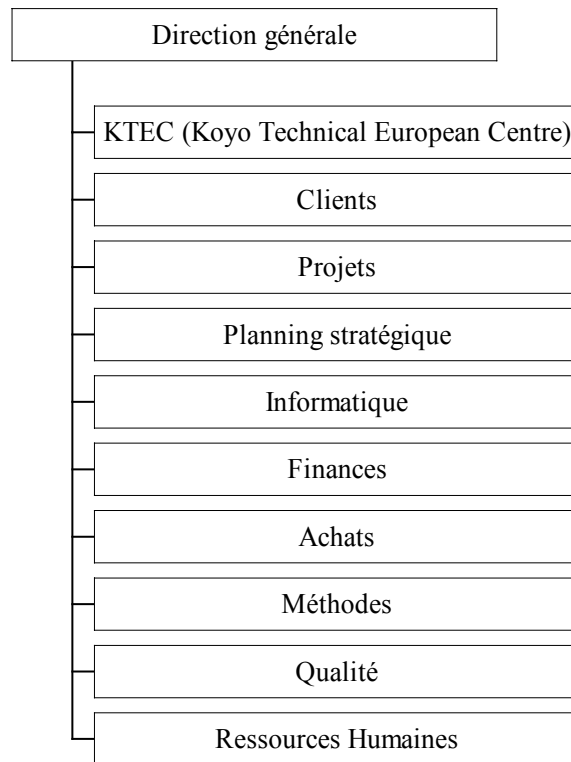 Direction générale
KTEC (Koyo Technical European Centre)
Clients
Projets
Planning stratégique
Informatique
Finances
Achats
Méthodes
Qualité
Ressources Humaines